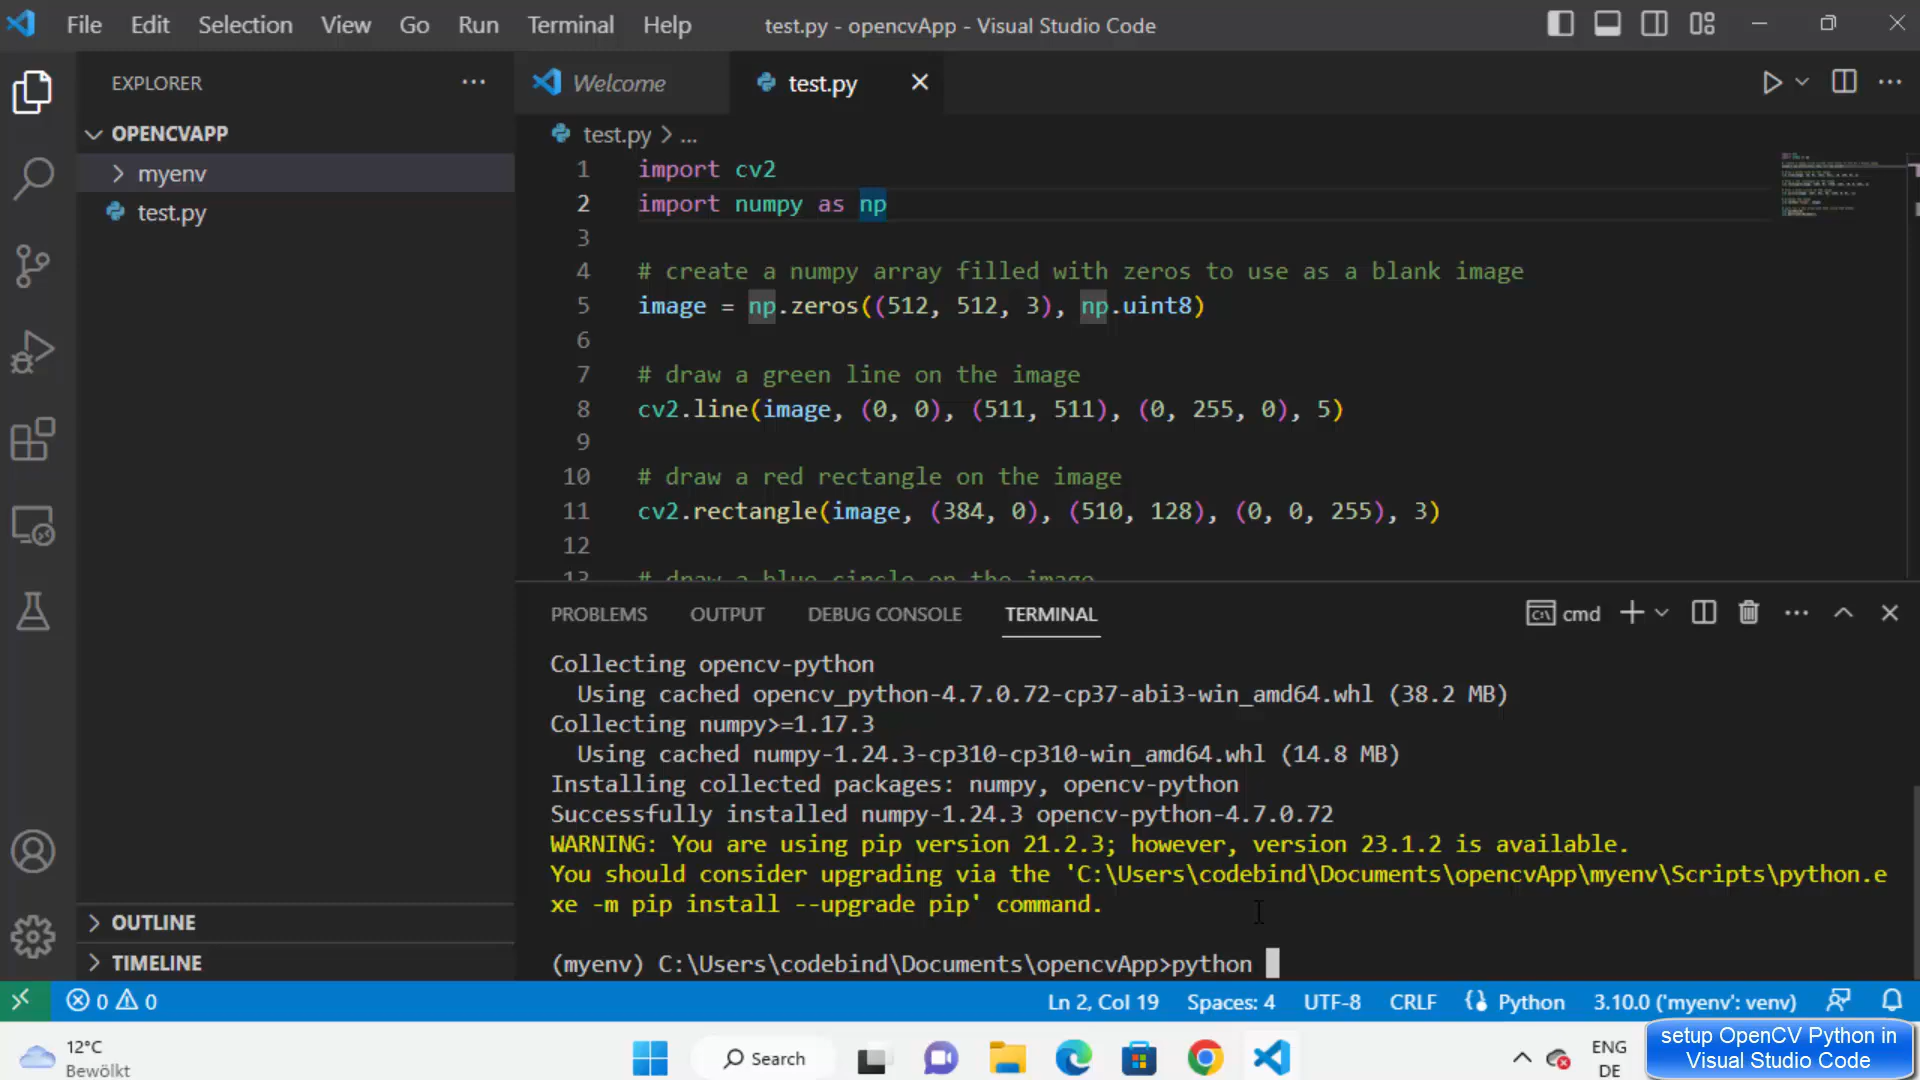 File Edit Selection View Go Run Terminal Help
test.py - opencvApp - Visual Studio Code
EXPLORER
OPENCVAPP
myenv
test.py
Welcome
test.py
test.py > ...
1 import cv2
2 import numpy as np
3
4 # create a numpy array filled with zeros to use as a blank image
5 image = np.zeros((512, 512, 3), np.uint8)
6
7 # draw a green line on the image
8 cv2.line(image, (0, 0), (511, 511), (0, 255, 0), 5)
9
10 # draw a red rectangle on the image
11 cv2.rectangle(image, (384, 0), (510, 128), (0, 0, 255), 3)
12
13 # draw a blue circle on the image
PROBLEMS OUTPUT DEBUG CONSOLE TERMINAL
cmd
Collecting opencv-python
Using cached opencv_python-4.7.0.72-cp37-abi3-win_amd64.whl (38.2 MB)
Collecting numpy>=1.17.3
Using cached numpy-1.24.3-cp310-cp310-win_amd64.whl (14.8 MB)
Installing collected packages: numpy, opencv-python
Successfully installed numpy-1.24.3 opencv-python-4.7.0.72
WARNING: You are using pip version 21.2.3; however, version 23.1.2 is available.
You should consider upgrading via the 'C:\Users\codebind\Documents\opencvApp\myenv\Scripts\python.e
xe -m pip install --upgrade pip' command.
(myenv) C:\Users\codebind\Documents\opencvApp>python
OUTLINE
TIMELINE
0 0
Ln 2, Col 19 Spaces: 4 UTF-8 CRLF Python 3.10.0 ('myenv': venv)
12°C
Bewölkt
Search
ENG
DE
setup OpenCV Python in
Visual Studio Code